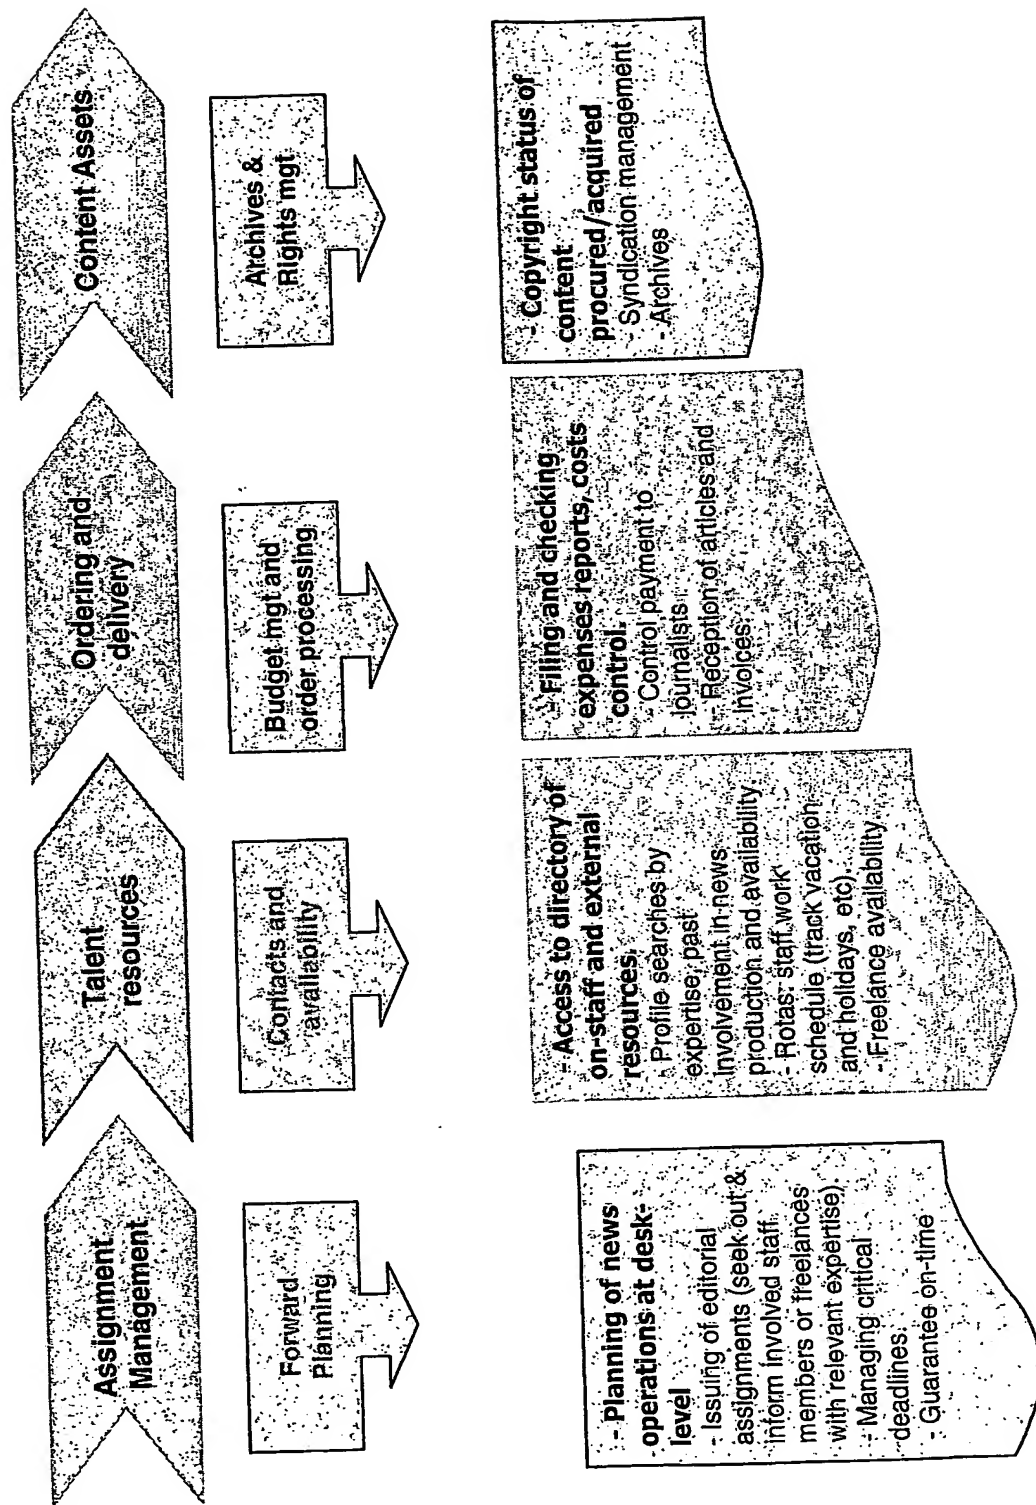 Assignment
Management
Talent
resources
Ordering and
delivery
Content Assets
Forward
Planning
Contacts and
availability
Budget mgt and
order processing
Archives &
Rights mgt
- Planning of news
operations at desk-
level
- Issuing of editorial
assignments (seek out &
inform involved staff
members or freelances
with relevant expertise).
- Managing critical
deadlines.
- Guarantee on-time
- Access to directory of
on-staff and external
resources.
- Profile searches by
expertise, past
involvement in news
production and availability.
- Rotas: staff work
schedule (track vacation
and holidays, etc).
- Freelance availability
- Filing and checking
expenses reports, costs
control.
- Control payment to
journalists
- Reception of articles and
invoices.
- Copyright status of
content
procured/acquired
- Syndication management
- Archives